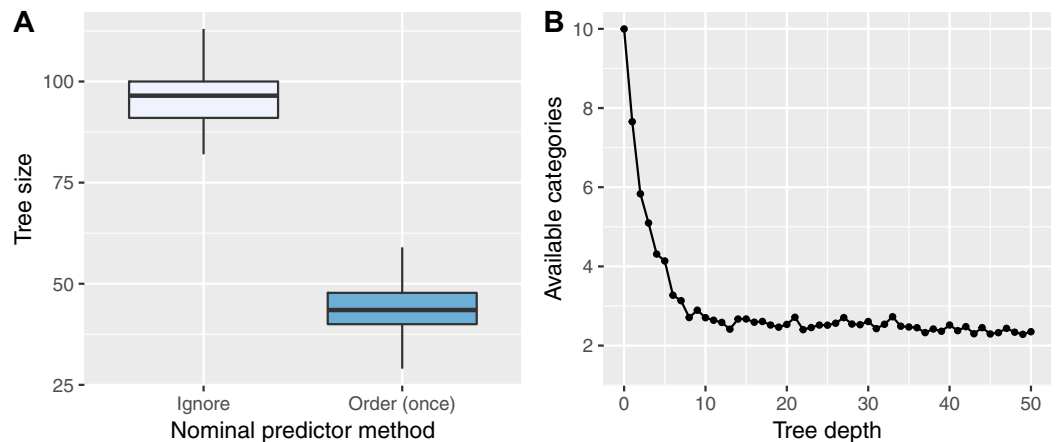 A
Tree size
100
75
50
25
Ignore
Order (once)
Nominal predictor method
B
Available categories
10
8
6
4
2
0
10
20
30
40
50
Tree depth